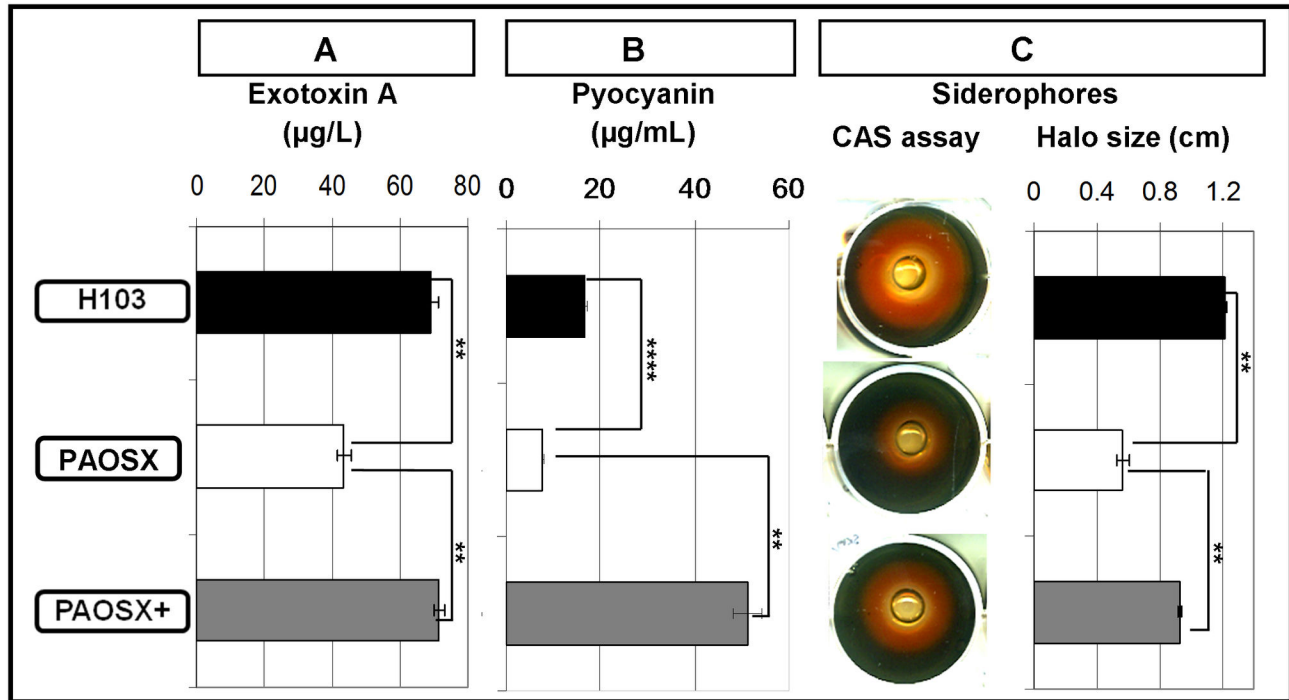 A
B
C
Exotoxin A
(µg/L)
Pyocyanin
(µg/mL)
Siderophores
CAS assay
Halo size (cm)
0 20 40 60 80
0 20 40 60
0 0.4 0.8 1.2
H103
**
****
**
PAOSX
**
**
**
PAOSX+